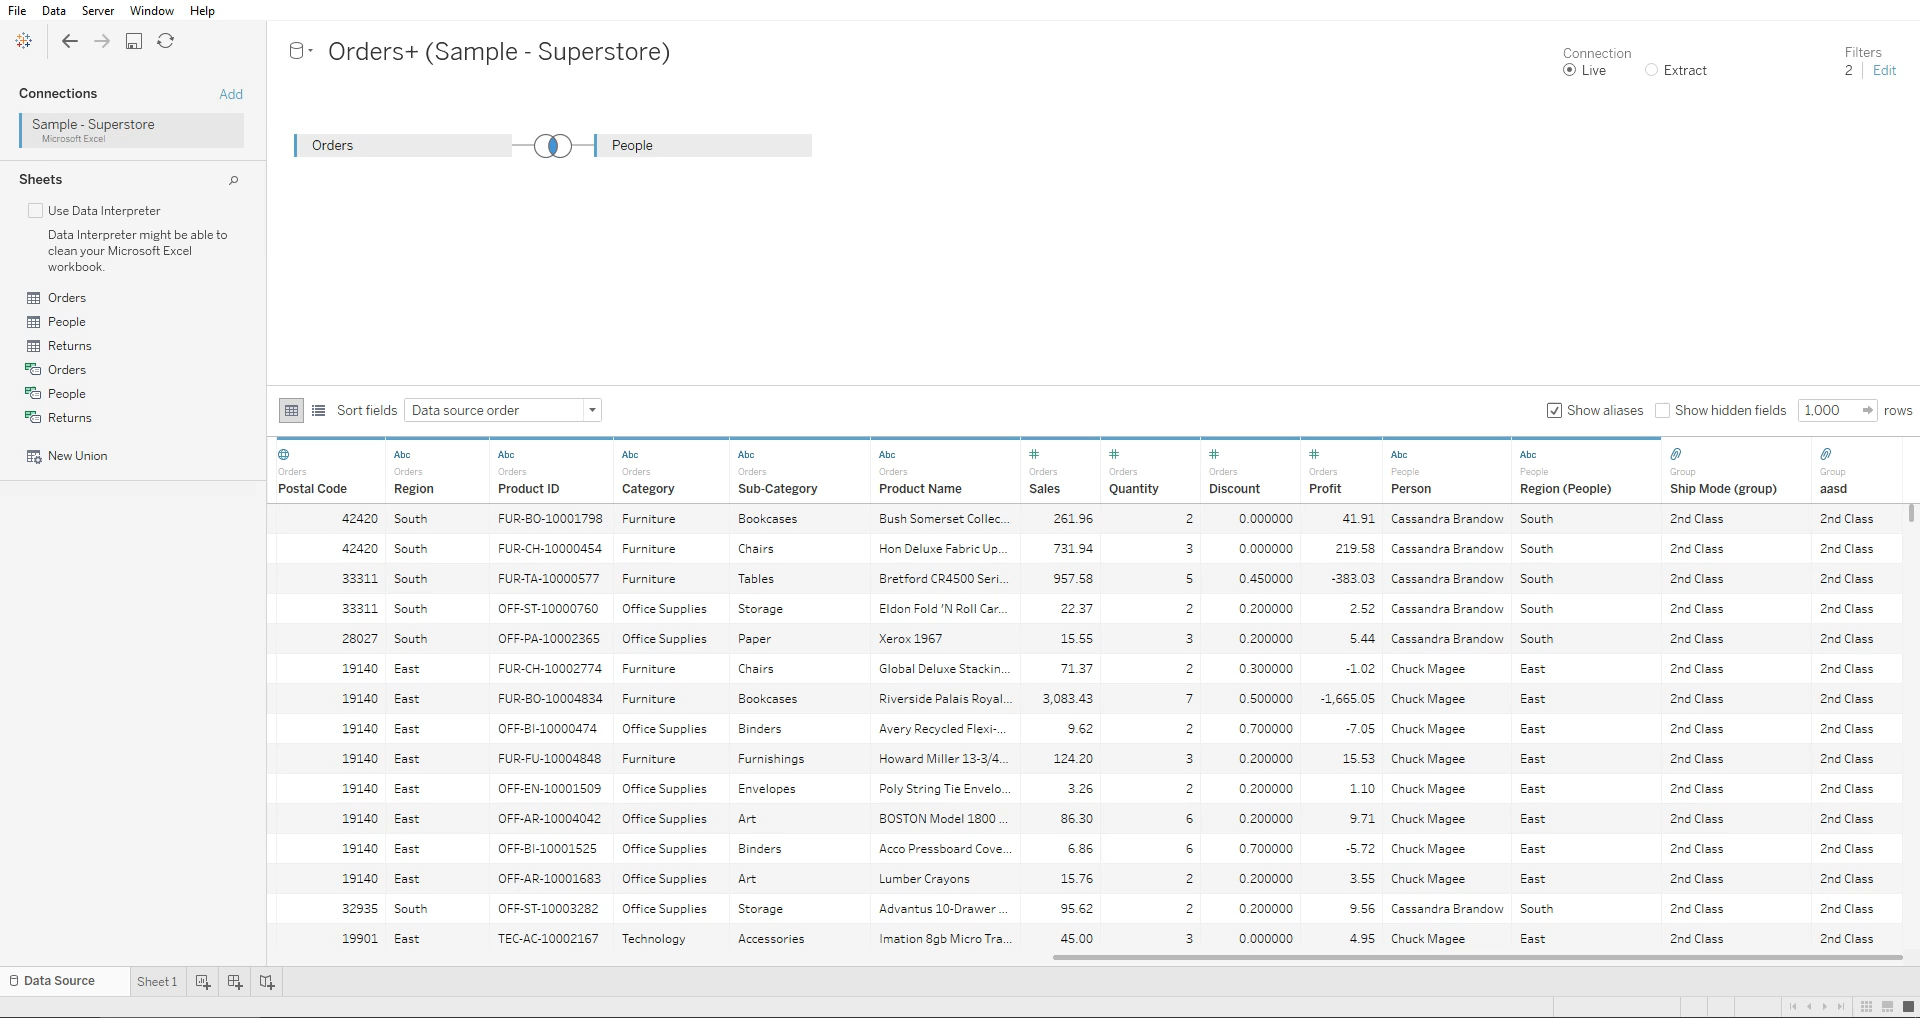 File Data Server Window Help
Orders+ (Sample - Superstore)
Connection
Live Extract
Filters
2 Edit
Connections Add
Sample - Superstore
Microsoft Excel
Sheets
Use Data Interpreter
Data Interpreter might be able to
clean your Microsoft Excel
workbook.
Orders
People
Returns
Orders
People
Returns
New Union
Orders People
Sort fields Data source order Show aliases Show hidden fields 1,000 rows
Abc Abc Abc Abc Abc # # # # Abc Abc
Orders Orders Orders Orders Orders Orders Orders Orders Orders Orders People People Group Group
Postal Code Region Product ID Category Sub-Category Product Name Sales Quantity Discount Profit Person Region (People) Ship Mode (group) aasd
42420 South FUR-BO-10001798 Furniture Bookcases Bush Somerset Collec... 261.96 2 0.000000 41.91 Cassandra Brandow South 2nd Class 2nd Class
42420 South FUR-CH-10000454 Furniture Chairs Hon Deluxe Fabric Up... 731.94 3 0.000000 219.58 Cassandra Brandow South 2nd Class 2nd Class
33311 South FUR-TA-10000577 Furniture Tables Bretford CR4500 Seri... 957.58 5 0.450000 -383.03 Cassandra Brandow South 2nd Class 2nd Class
33311 South OFF-ST-10000760 Office Supplies Storage Eldon Fold 'N Roll Car... 22.37 2 0.200000 2.52 Cassandra Brandow South 2nd Class 2nd Class
28027 South OFF-PA-10002365 Office Supplies Paper Xerox 1967 15.55 3 0.200000 5.44 Cassandra Brandow South 2nd Class 2nd Class
19140 East FUR-CH-10002774 Furniture Chairs Global Deluxe Stackin... 71.37 2 0.300000 -1.02 Chuck Magee East 2nd Class 2nd Class
19140 East FUR-BO-10004834 Furniture Bookcases Riverside Palais Royal... 3,083.43 7 0.500000 -1,665.05 Chuck Magee East 2nd Class 2nd Class
19140 East OFF-BI-10000474 Office Supplies Binders Avery Recycled Flexi-... 9.62 2 0.700000 -7.05 Chuck Magee East 2nd Class 2nd Class
19140 East FUR-FU-10004848 Furniture Furnishings Howard Miller 13-3/4... 124.20 3 0.200000 15.53 Chuck Magee East 2nd Class 2nd Class
19140 East OFF-EN-10001509 Office Supplies Envelopes Poly String Tie Envelo... 3.26 2 0.200000 1.10 Chuck Magee East 2nd Class 2nd Class
19140 East OFF-AR-10004042 Office Supplies Art BOSTON Model 1800 ... 86.30 6 0.200000 9.71 Chuck Magee East 2nd Class 2nd Class
19140 East OFF-BI-10001525 Office Supplies Binders Acco Pressboard Cove... 6.86 6 0.700000 -5.72 Chuck Magee East 2nd Class 2nd Class
19140 East OFF-AR-10001683 Office Supplies Art Lumber Crayons 15.76 2 0.200000 3.55 Chuck Magee East 2nd Class 2nd Class
32935 South OFF-ST-10003282 Office Supplies Storage Advantus 10-Drawer ... 95.62 2 0.200000 9.56 Cassandra Brandow South 2nd Class 2nd Class
19901 East TEC-AC-10002167 Technology Accessories Imation 8gb Micro Tra... 45.00 3 0.000000 4.95 Chuck Magee East 2nd Class 2nd Class
Data Source Sheet 1